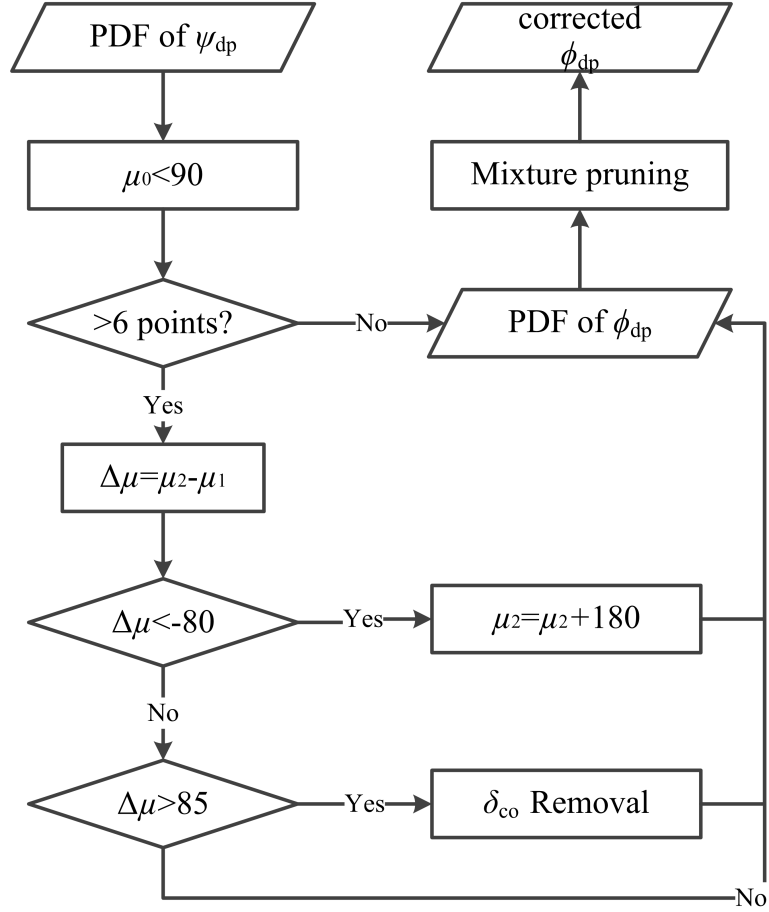 PDF of ψdp
corrected
ϕdp
μ0<90
Mixture pruning
>6 points?
No
PDF of ϕdp
Yes
Δμ=μ2-μ1
Δμ<-80
Yes
μ2=μ2+180
No
Δμ>85
Yes
δco Removal
No